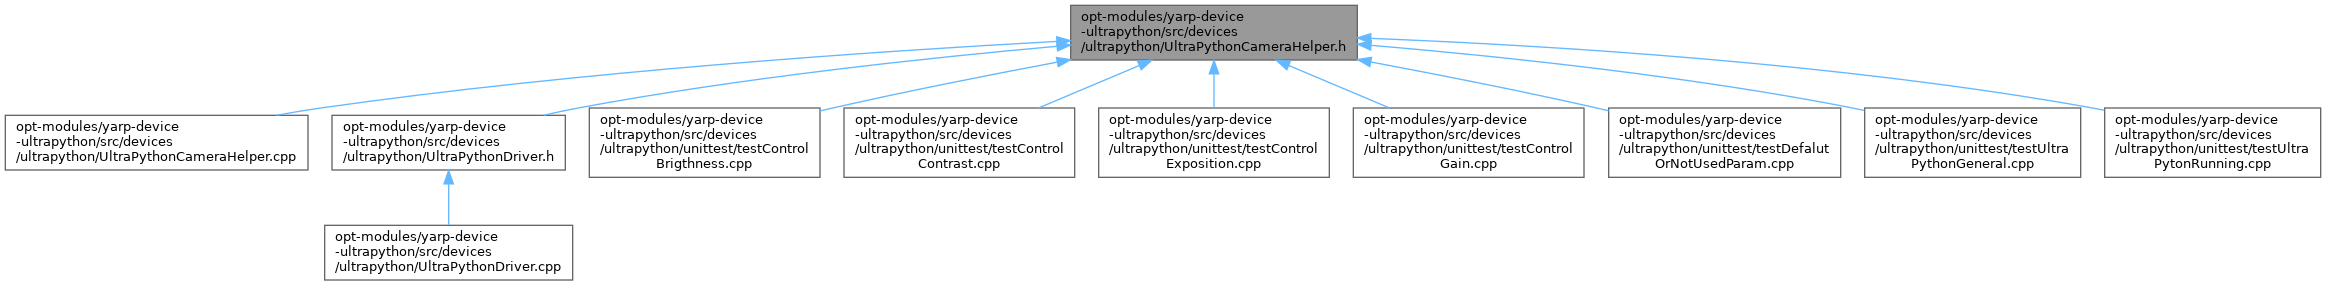 opt-modules/yarp-device
-ultrapython/src/devices
/ultrapython/UltraPythonCameraHelper.h
opt-modules/yarp-device
-ultrapython/src/devices
/ultrapython/UltraPythonCameraHelper.cpp
opt-modules/yarp-device
-ultrapython/src/devices
/ultrapython/UltraPythonDriver.h
opt-modules/yarp-device
-ultrapython/src/devices
/ultrapython/unittest/testControl
Brigthness.cpp
opt-modules/yarp-device
-ultrapython/src/devices
/ultrapython/unittest/testControl
Contrast.cpp
opt-modules/yarp-device
-ultrapython/src/devices
/ultrapython/unittest/testControl
Exposition.cpp
opt-modules/yarp-device
-ultrapython/src/devices
/ultrapython/unittest/testControl
Gain.cpp
opt-modules/yarp-device
-ultrapython/src/devices
/ultrapython/unittest/testDefalut
OrNotUsedParam.cpp
opt-modules/yarp-device
-ultrapython/src/devices
/ultrapython/unittest/testUltra
PythonGeneral.cpp
opt-modules/yarp-device
-ultrapython/src/devices
/ultrapython/unittest/testUltra
PytonRunning.cpp
opt-modules/yarp-device
-ultrapython/src/devices
/ultrapython/UltraPythonDriver.cpp